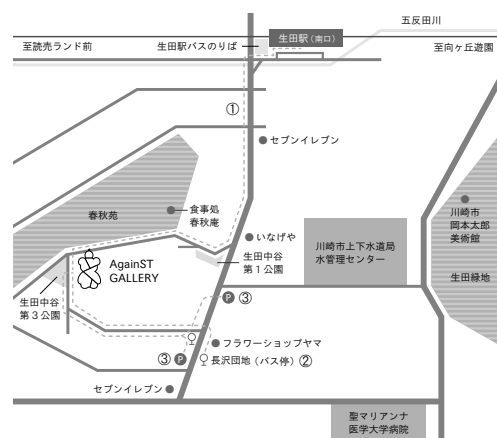 五反田川
至読売ランド前
生田駅バスのりば
生田駅(南口)
至向ヶ丘遊園
①
セブンイレブン
春秋苑
食事処
春秋庵
川崎市
岡本太郎
美術館
いなげや
川崎市上下水道局
水管理センター
生田中谷
第1公園
AgainST
GALLERY
生田緑地
生田中谷
第3公園
P ③
フラワーショップヤマ
③ P
長沢団地(バス停)②
セブンイレブン
聖マリアンナ
医学大学病院